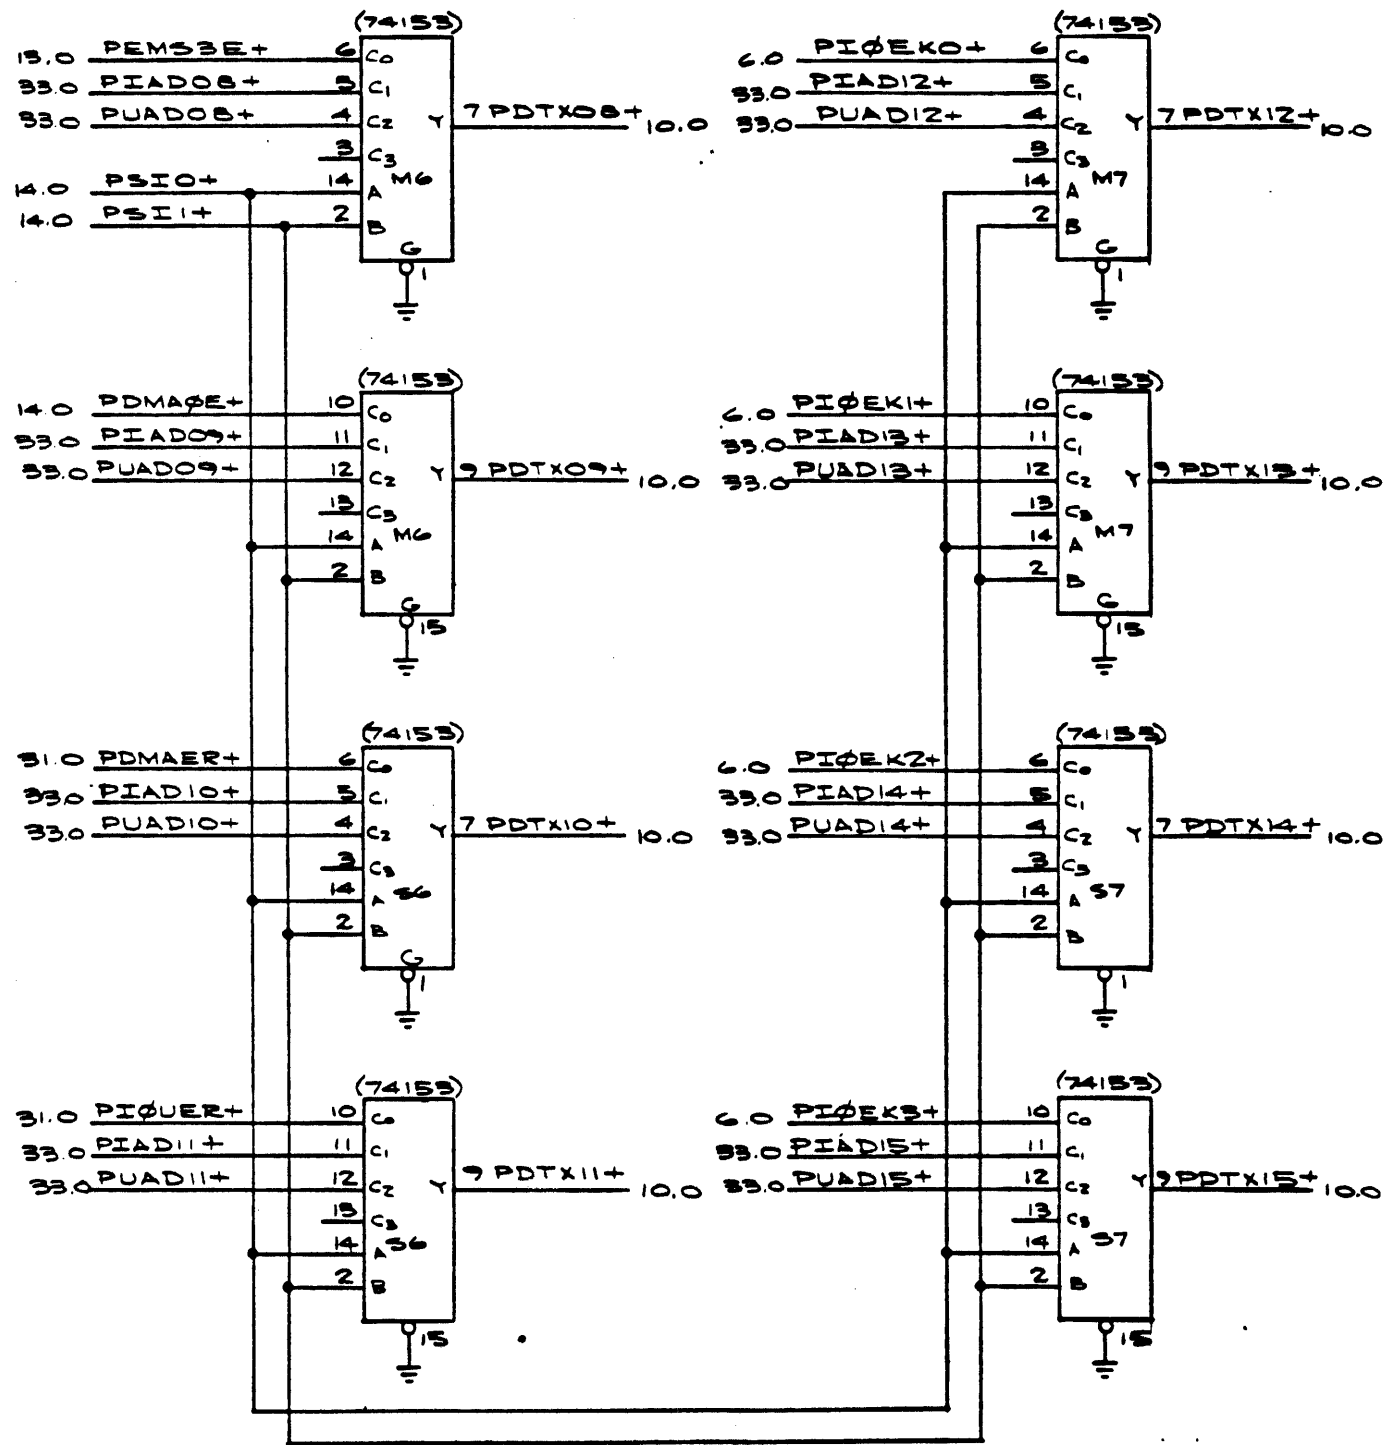 (74153)
15.0 PEMS3E+ 6 C0
33.0 PIAD08+ 5 C1
33.0 PUAD08+ 4 C2 Y 7 PDTX08+ 10.0
3 C3
14.0 PSI0+ 14 A M6
14.0 PSI1+ 2 B
G
1
(74153)
14.0 PDMAØE+ 10 C0
33.0 PIAD09+ 11 C1
33.0 PUAD09+ 12 C2 Y 9 PDTX09+ 10.0
13 C3
14 A M6
2 B
G
15
(74153)
31.0 PDMAER+ 6 C0
33.0 PIAD10+ 5 C1
33.0 PUAD10+ 4 C2 Y 7 PDTX10+ 10.0
3 C3
14 A S6
2 B
G
1
(74153)
31.0 PIØUER+ 10 C0
33.0 PIAD11+ 11 C1
33.0 PUAD11+ 12 C2 Y 9 PDTX11+ 10.0
13 C3
14 A S6
2 B
15
(74153)
6.0 PIØEK0+ 6 C0
33.0 PIAD12+ 5 C1
33.0 PUAD12+ 4 C2 Y 7 PDTX12+ 10.0
3 C3
14 A M7
2 B
G
1
(74153)
6.0 PIØEK1+ 10 C0
33.0 PIAD13+ 11 C1
33.0 PUAD13+ 12 C2 Y 9 PDTX13+ 10.0
13 C3
14 A M7
2 B
G
15
(74153)
6.0 PIØEK2+ 6 C0
33.0 PIAD14+ 5 C1
33.0 PUAD14+ 4 C2 Y 7 PDTX14+ 10.0
3 C3
14 A S7
2 B
1
(74153)
6.0 PIØEK3+ 10 C0
33.0 PIAD15+ 11 C1
33.0 PUAD15+ 12 C2 Y 9 PDTX15+ 10.0
13 C3
14 A S7
2 B
15